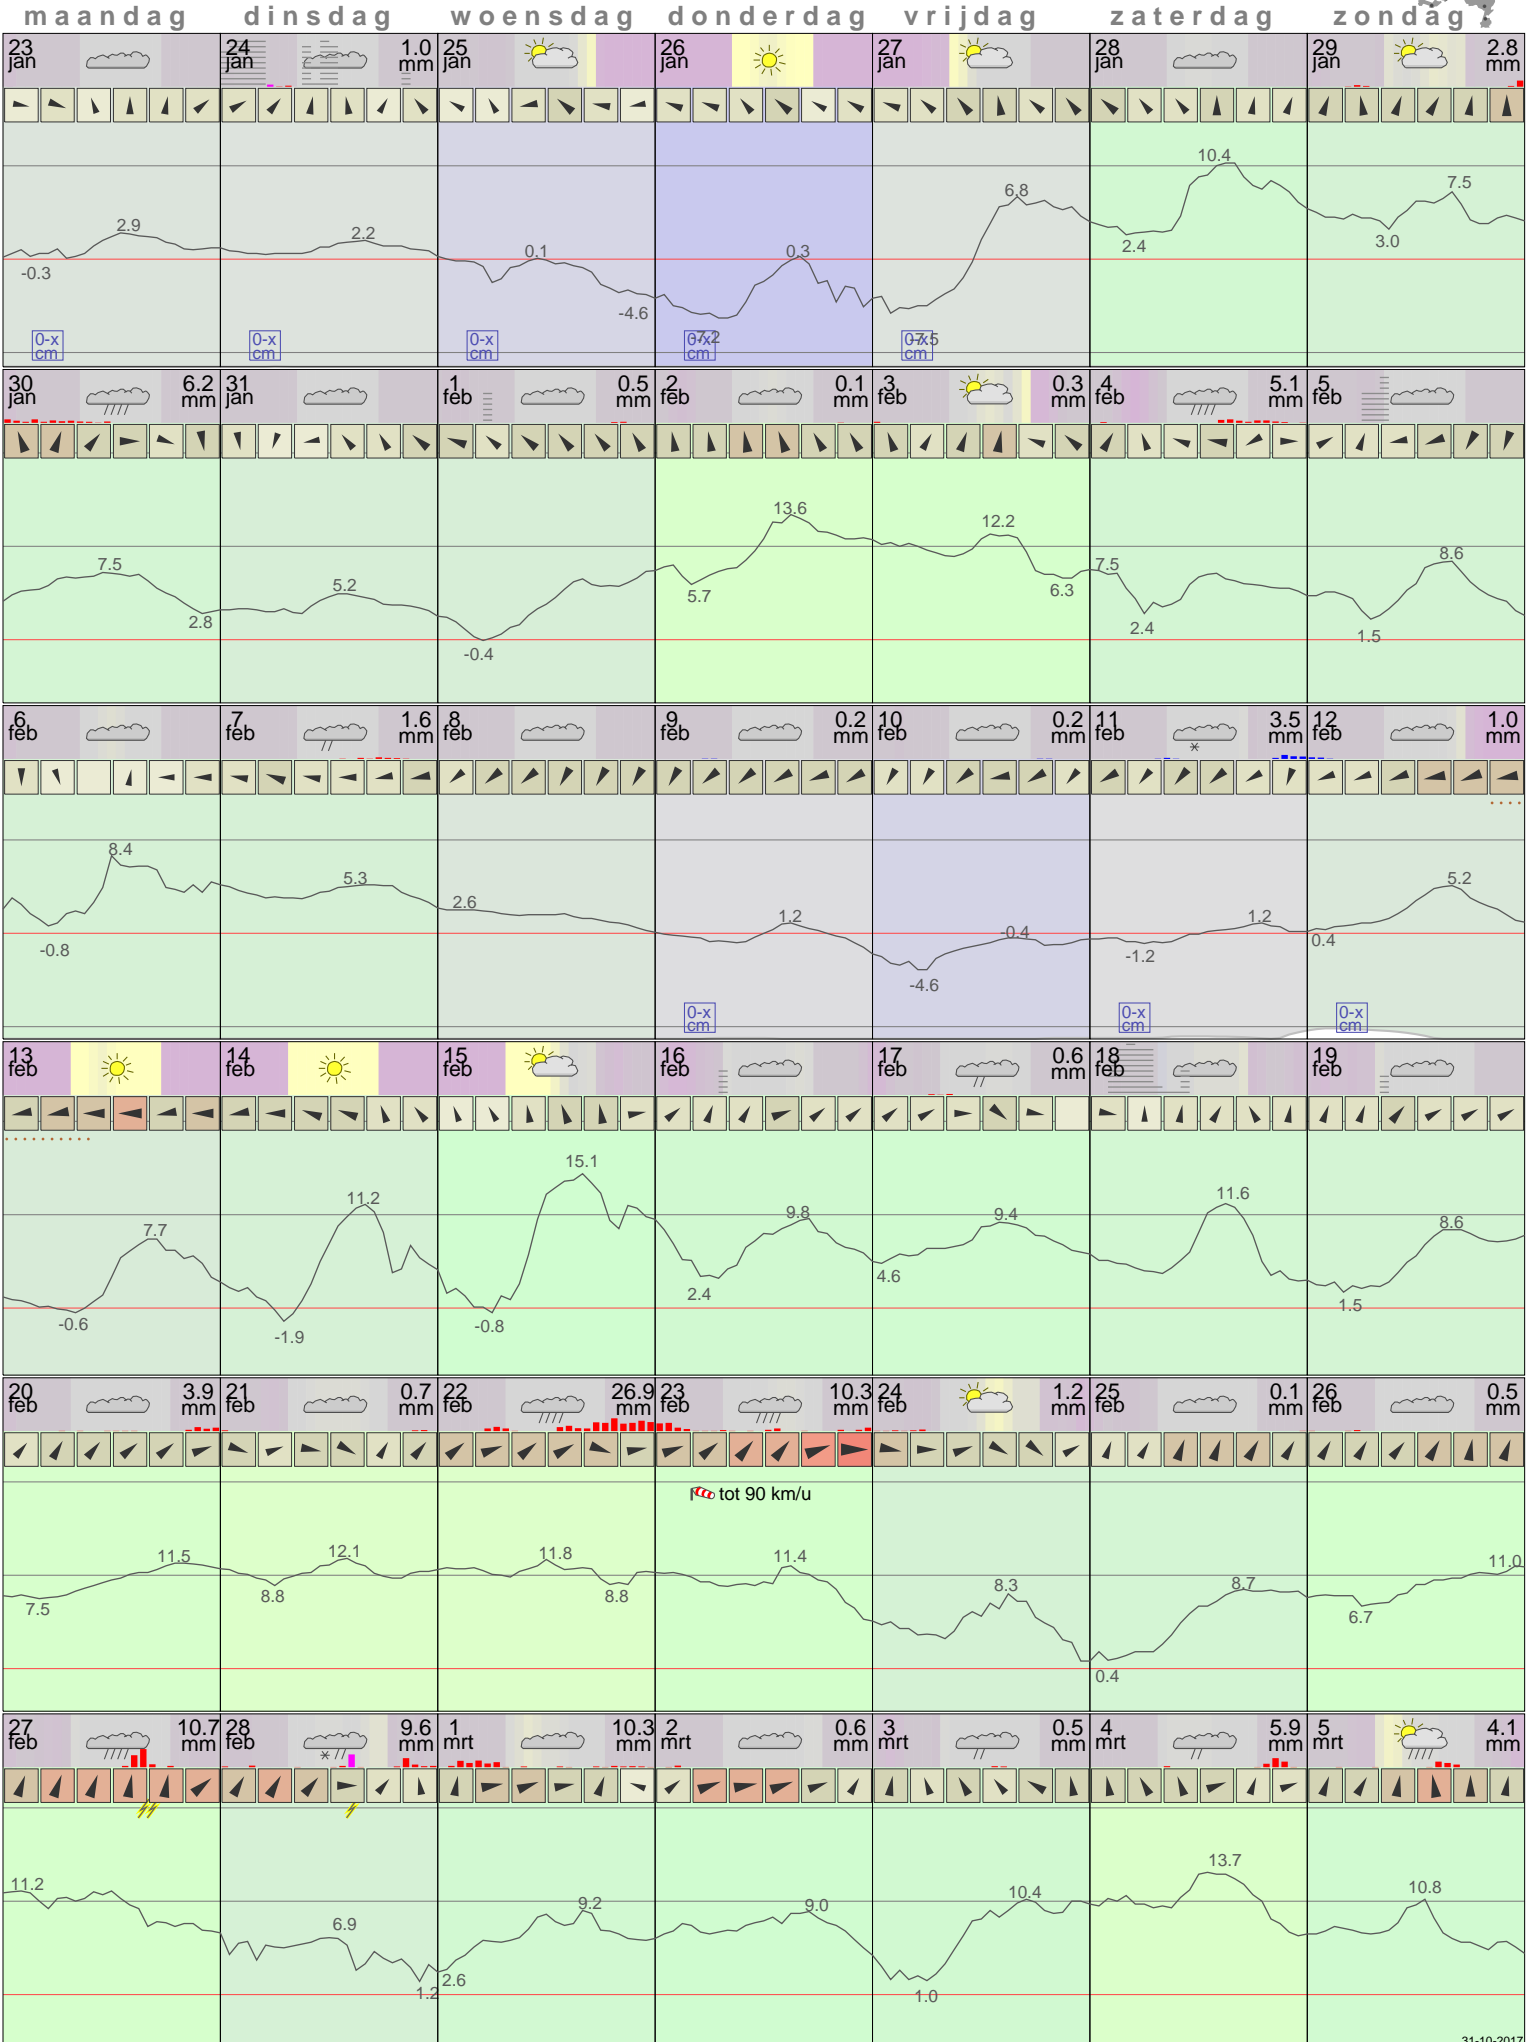 maandag dinsdag woensdag donderdag vrijdag zaterdag zondag
23 24 1.0 25 26 27 28 29 2.8
jan jan mm jan jan jan jan jan mm
10.4
6.8 7.5
2.9 2.2 0.1 0.3 2.4 3.0
-0.3 -4.6
0-x 0-x 0-x 0-x -7.2 0-x -7.5
cm cm cm cm cm
30 6.2 31 1 0.5 2 0.1 3 0.3 4 5.1 5
jan mm jan feb mm feb mm feb mm feb mm feb
13.6 12.2
7.5 5.2 5.7 6.3 7.5 8.6
2.8 -0.4 2.4 1.5
6 7 1.6 8 9 0.2 10 0.2 11 3.5 12 1.0
feb feb mm feb feb mm feb mm feb mm feb mm
8.4 5.3 2.6 1.2 -0.4 1.2 5.2
-0.8 -4.6 -1.2 0.4
0-x 0-x 0-x
cm cm cm
13 14 15 16 17 0.6 18 19
feb feb feb feb feb mm feb feb
15.1
7.7 11.2 9.8 9.4 11.6 8.6
-0.6 -1.9 -0.8 2.4 4.6 1.5
20 3.9 21 0.7 22 26.9 23 10.3 24 1.2 25 0.1 26 0.5
feb mm feb mm feb mm feb mm feb mm feb mm feb mm
tot 90 km/u
11.5 12.1 11.8 11.4 8.3 8.7 11.0
7.5 8.8 8.8 0.4 6.7
27 10.7 28 9.6 1 10.3 2 0.6 3 0.5 4 5.9 5 4.1
feb mm feb mm mrt mm mrt mm mrt mm mrt mm mrt mm
11.2 6.9 9.2 9.0 10.4 13.7 10.8
1.2 2.6 1.0
31-10-2017